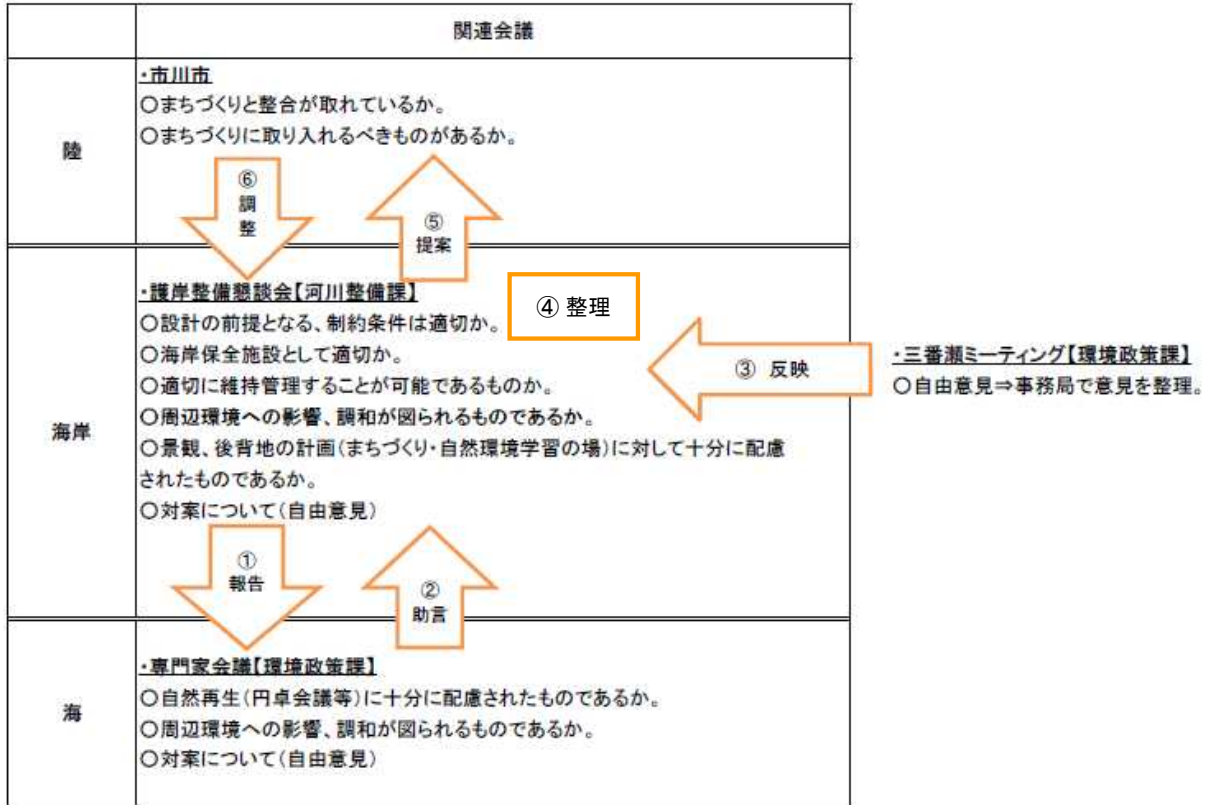 関連会議
陸
・市川市
○まちづくりと整合が取れているか。
○まちづくりに取り入れるべきものがあるか。
⑥
調
整
⑤
提案
海岸
・護岸整備懇談会【河川整備課】
④ 整理
○設計の前提となる、制約条件は適切か。
○海岸保全施設として適切か。
○適切に維持管理することが可能であるものか。
○周辺環境への影響、調和が図られるものであるか。
○景観、後背地の計画(まちづくり・自然環境学習の場)に対して十分に配慮
されたものであるか。
○対案について(自由意見)
③ 反映
・三番瀬ミーティング【環境政策課】
○自由意見⇒事務局で意見を整理。
①
報告
②
助言
海
・専門家会議【環境政策課】
○自然再生(円卓会議等)に十分に配慮されたものであるか。
○周辺環境への影響、調和が図られるものであるか。
○対案について(自由意見)